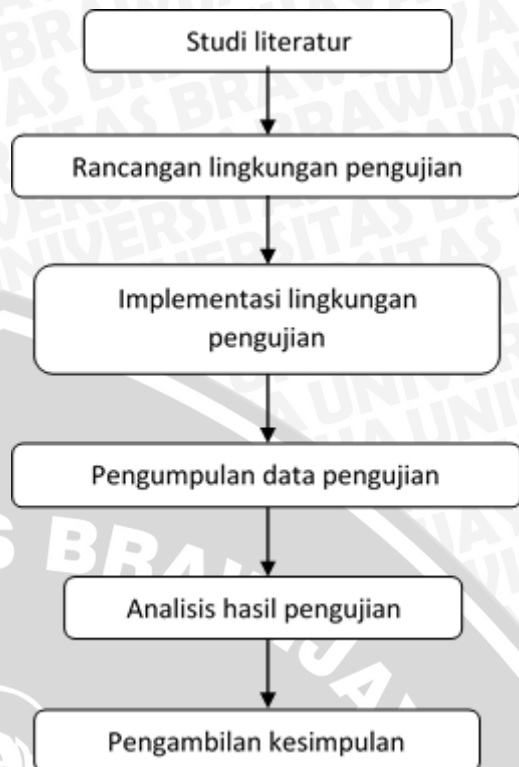 Studi literatur
Rancangan lingkungan pengujian
Implementasi lingkungan
pengujian
Pengumpulan data pengujian
Analisis hasil pengujian
Pengambilan kesimpulan